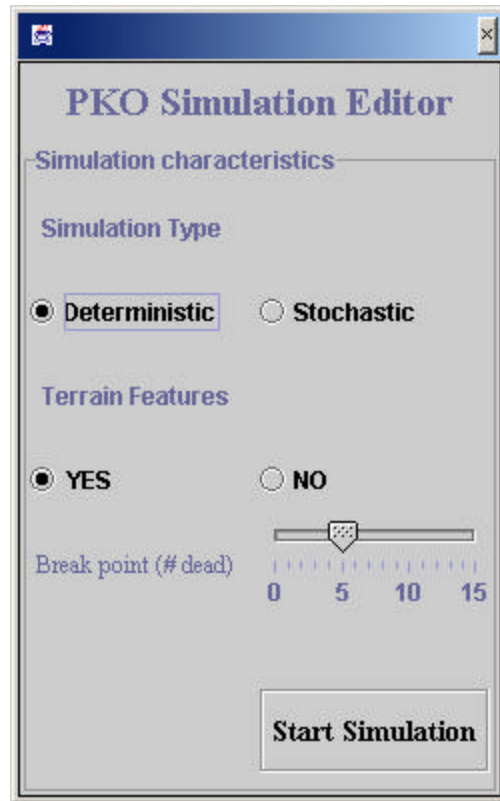 PKO Simulation Editor
Simulation characteristics
Simulation Type
Deterministic Stochastic
Terrain Features
YES NO
Break point (# dead)
0 5 10 15
Start Simulation